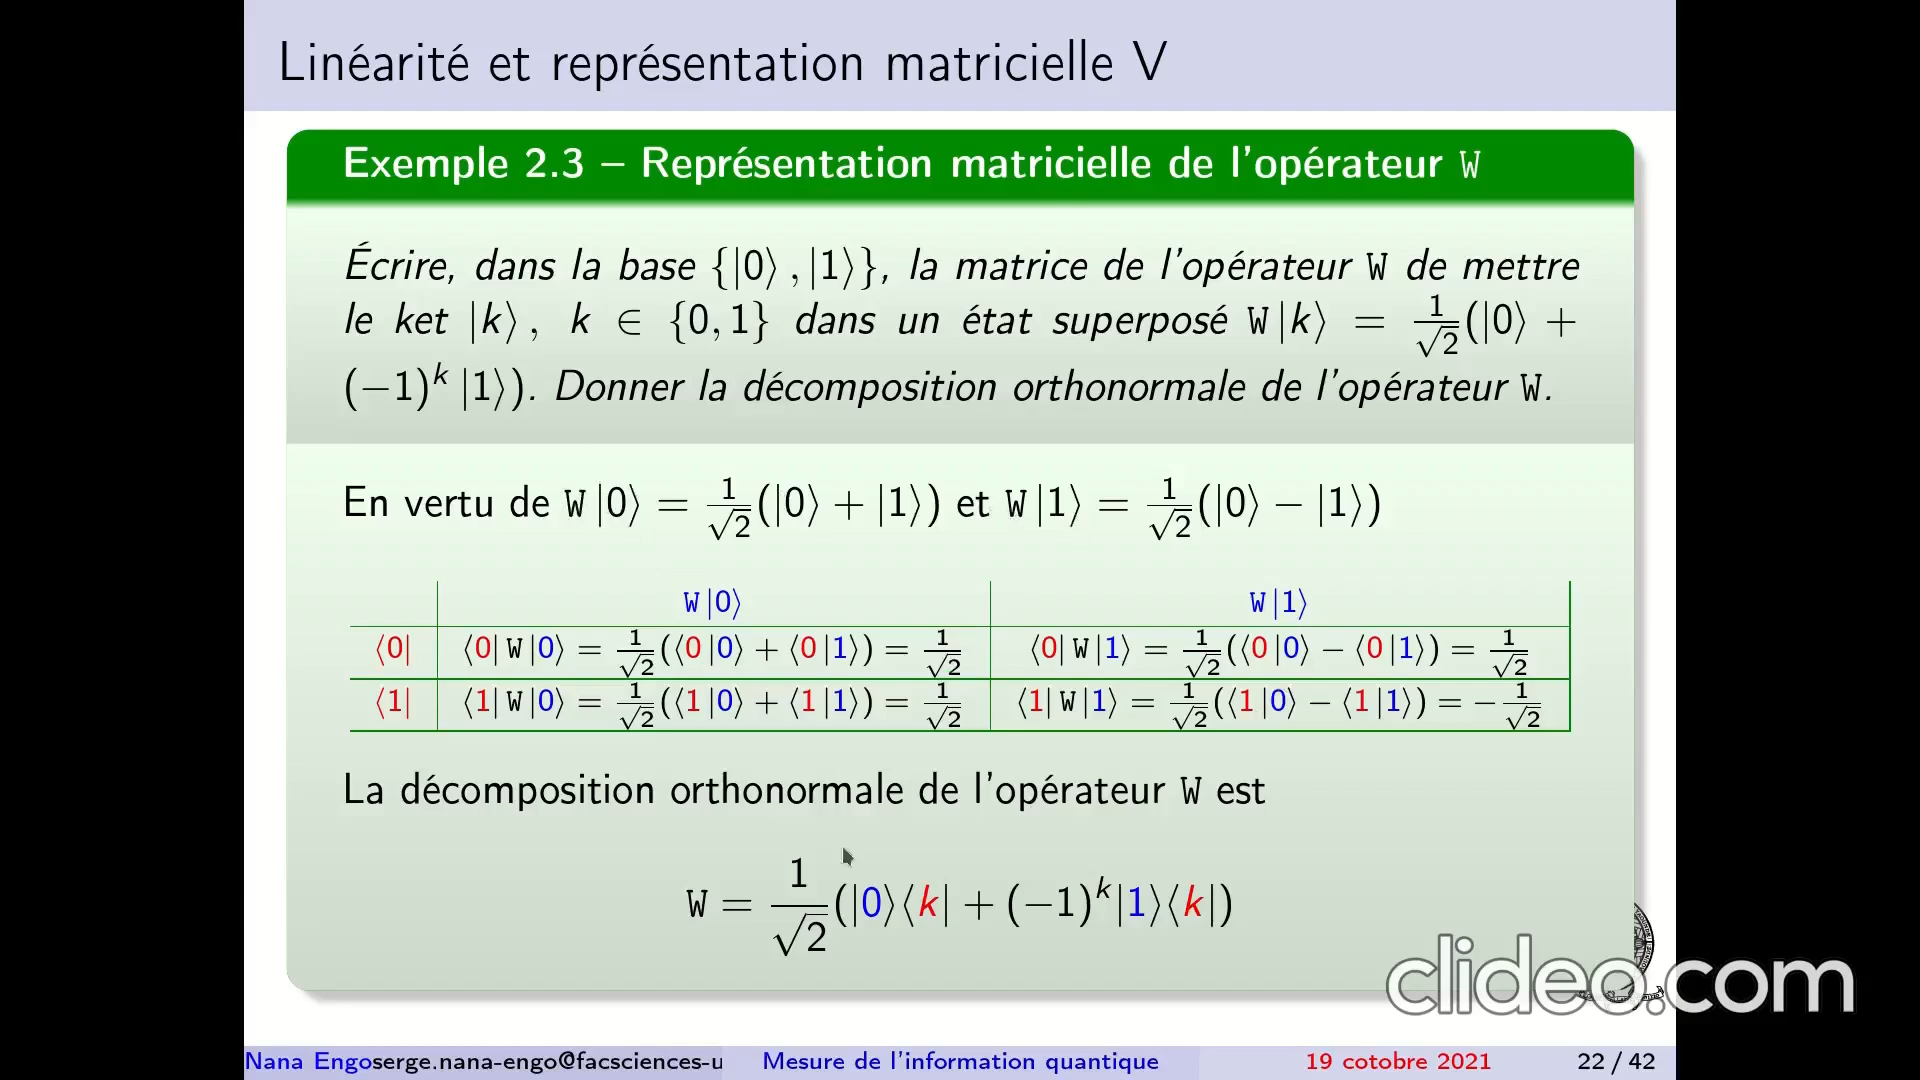 Linéarité et représentation matricielle V
Exemple 2.3 – Représentation matricielle de l'opérateur W
Écrire, dans la base {|0⟩ , |1⟩}, la matrice de l'opérateur W de mettre
le ket |k⟩ , k ∈ {0, 1} dans un état superposé W |k⟩ = 1/√2 (|0⟩ +
(−1)^k |1⟩). Donner la décomposition orthonormale de l'opérateur W.
En vertu de W |0⟩ = 1/√2 (|0⟩ + |1⟩) et W |1⟩ = 1/√2 (|0⟩ − |1⟩)
W |0⟩ W |1⟩
⟨0| ⟨0| W |0⟩ = 1/√2 (⟨0 |0⟩ + ⟨0 |1⟩) = 1/√2 ⟨0| W |1⟩ = 1/√2 (⟨0 |0⟩ − ⟨0 |1⟩) = 1/√2
⟨1| ⟨1| W |0⟩ = 1/√2 (⟨1 |0⟩ + ⟨1 |1⟩) = 1/√2 ⟨1| W |1⟩ = 1/√2 (⟨1 |0⟩ − ⟨1 |1⟩) = − 1/√2
La décomposition orthonormale de l'opérateur W est
W = 1/√2 (|0⟩⟨k| + (−1)^k |1⟩⟨k|)
clideo.com
Nana Engoserge.nana-engo@facsciences-u Mesure de l'information quantique 19 cotobre 2021 22 / 42